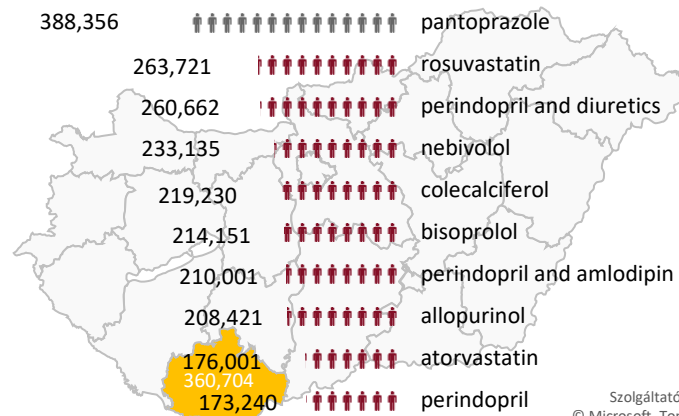 388,356 pantoprazole
263,721 rosuvastatin
260,662 perindopril and diuretics
233,135 nebivolol
219,230 colecalciferol
214,151 bisoprolol
210,001 perindopril and amlodipin
208,421 allopurinol
176,001 atorvastatin
360,704
173,240 perindopril
Szolgáltató
© Microsoft,